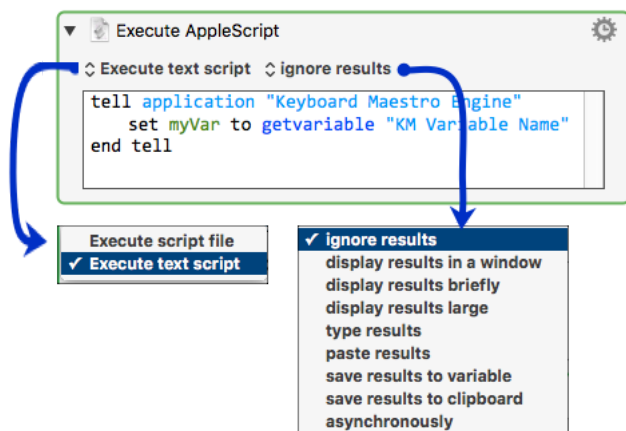 Execute AppleScript
Execute text script ignore results
tell application "Keyboard Maestro Engine"
set myVar to getvariable "KM Variable Name"
end tell
Execute script file
✓ Execute text script
✓ ignore results
display results in a window
display results briefly
display results large
type results
paste results
save results to variable
save results to clipboard
asynchronously